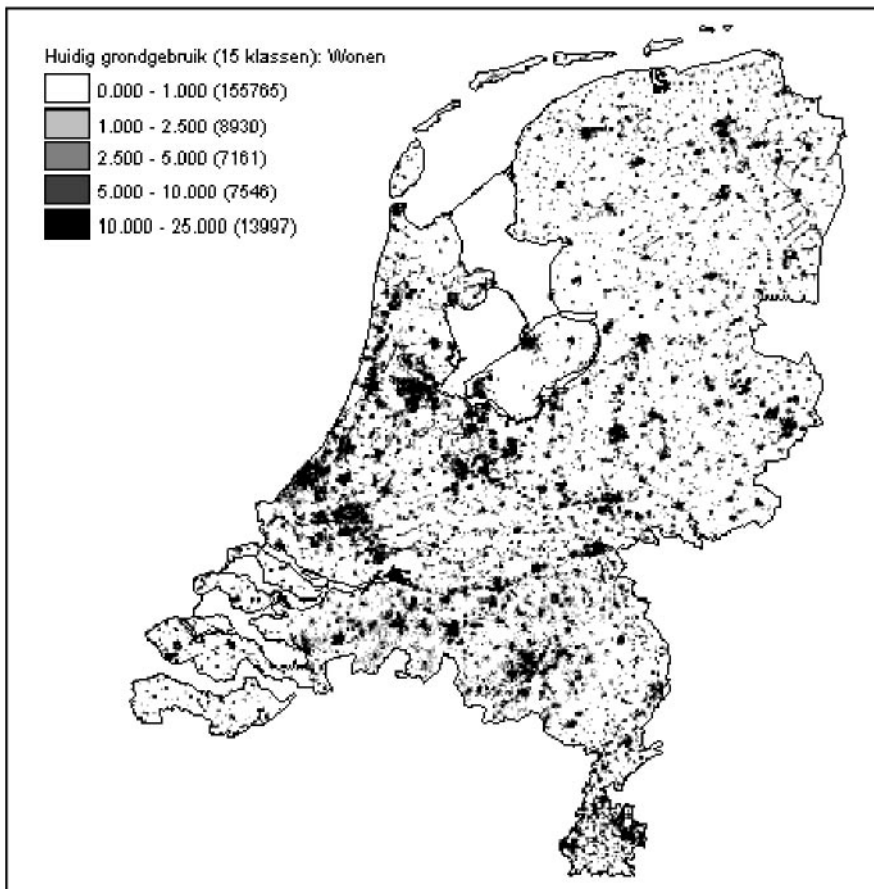 Huidig grondgebruik (15 klassen): Wonen
0.000 - 1.000 (155765)
1.000 - 2.500 (8930)
2.500 - 5.000 (7161)
5.000 - 10.000 (7546)
10.000 - 25.000 (13997)